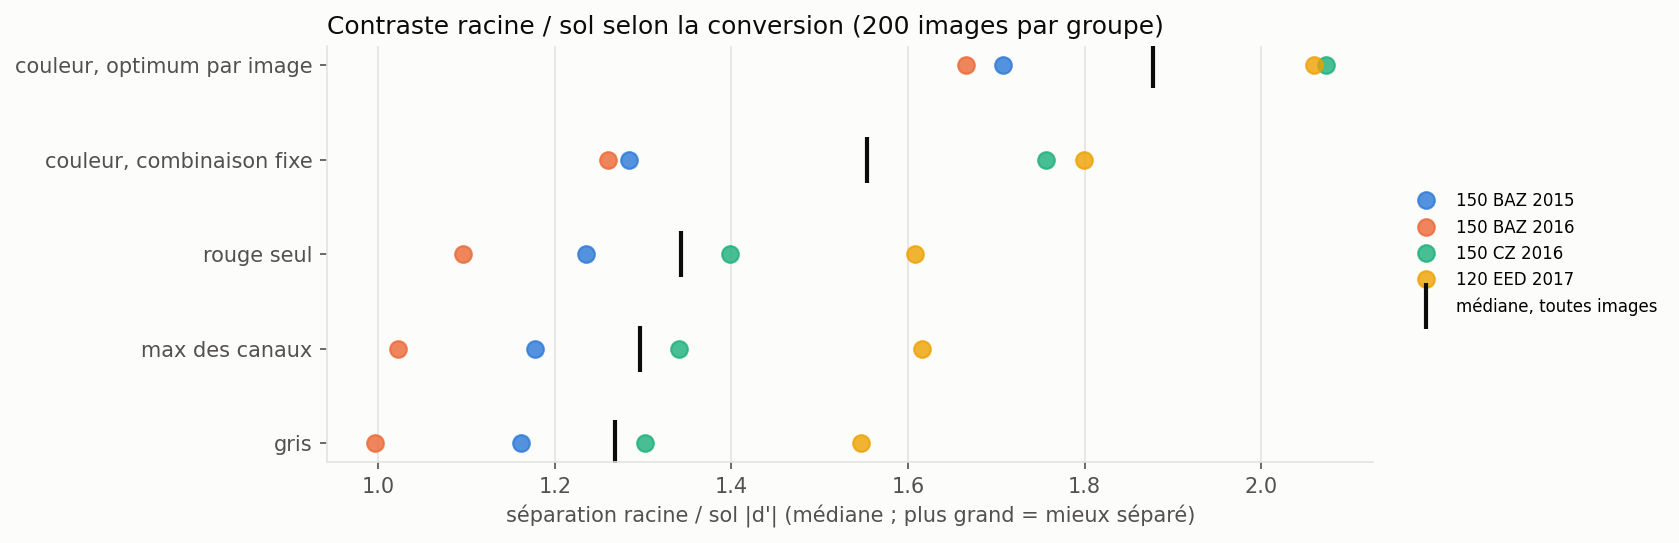 Contraste racine / sol selon la conversion (200 images par groupe)
couleur, optimum par image
couleur, combinaison fixe
rouge seul
max des canaux
gris
1.0 1.2 1.4 1.6 1.8 2.0
séparation racine / sol |d'| (médiane ; plus grand = mieux séparé)
150 BAZ 2015
150 BAZ 2016
150 CZ 2016
120 EED 2017
médiane, toutes images